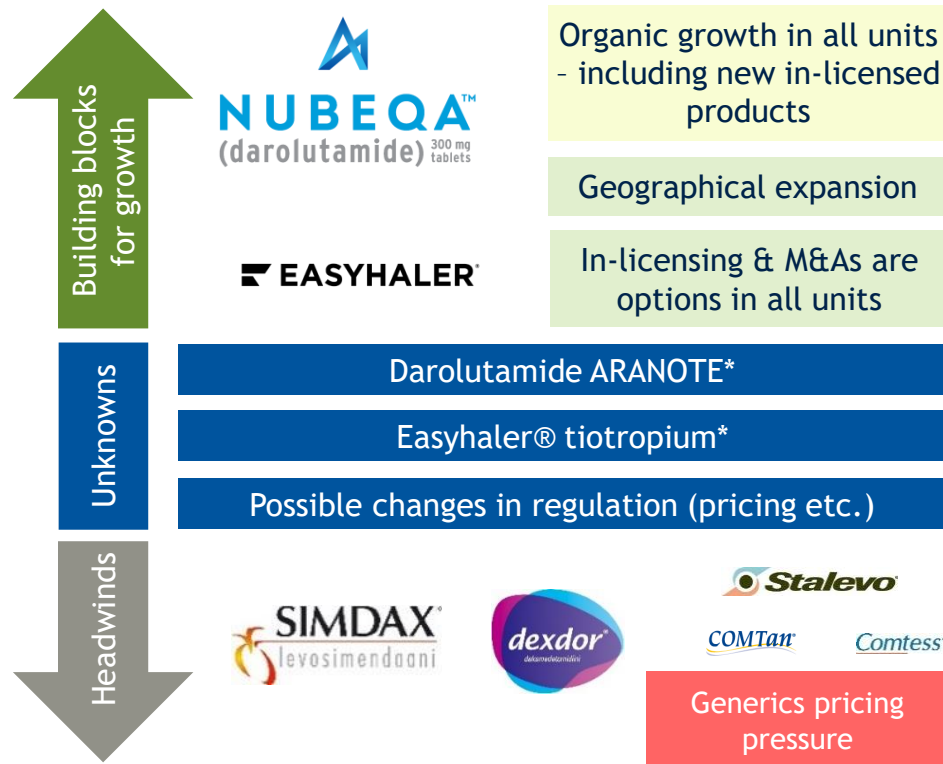 Building blocks
for growth
NUBEQA™
(darolutamide) 300 mg tablets
Organic growth in all units
– including new in-licensed
products
Geographical expansion
EASYHALER®
In-licensing & M&As are
options in all units
Unknowns
Darolutamide ARANOTE*
Easyhaler® tiotropium*
Possible changes in regulation (pricing etc.)
Headwinds
SIMDAX®
levosimendaani
dexdor®
deksmedetomidiini
Stalevo®
COMTan®
Comtess®
Generics pricing
pressure